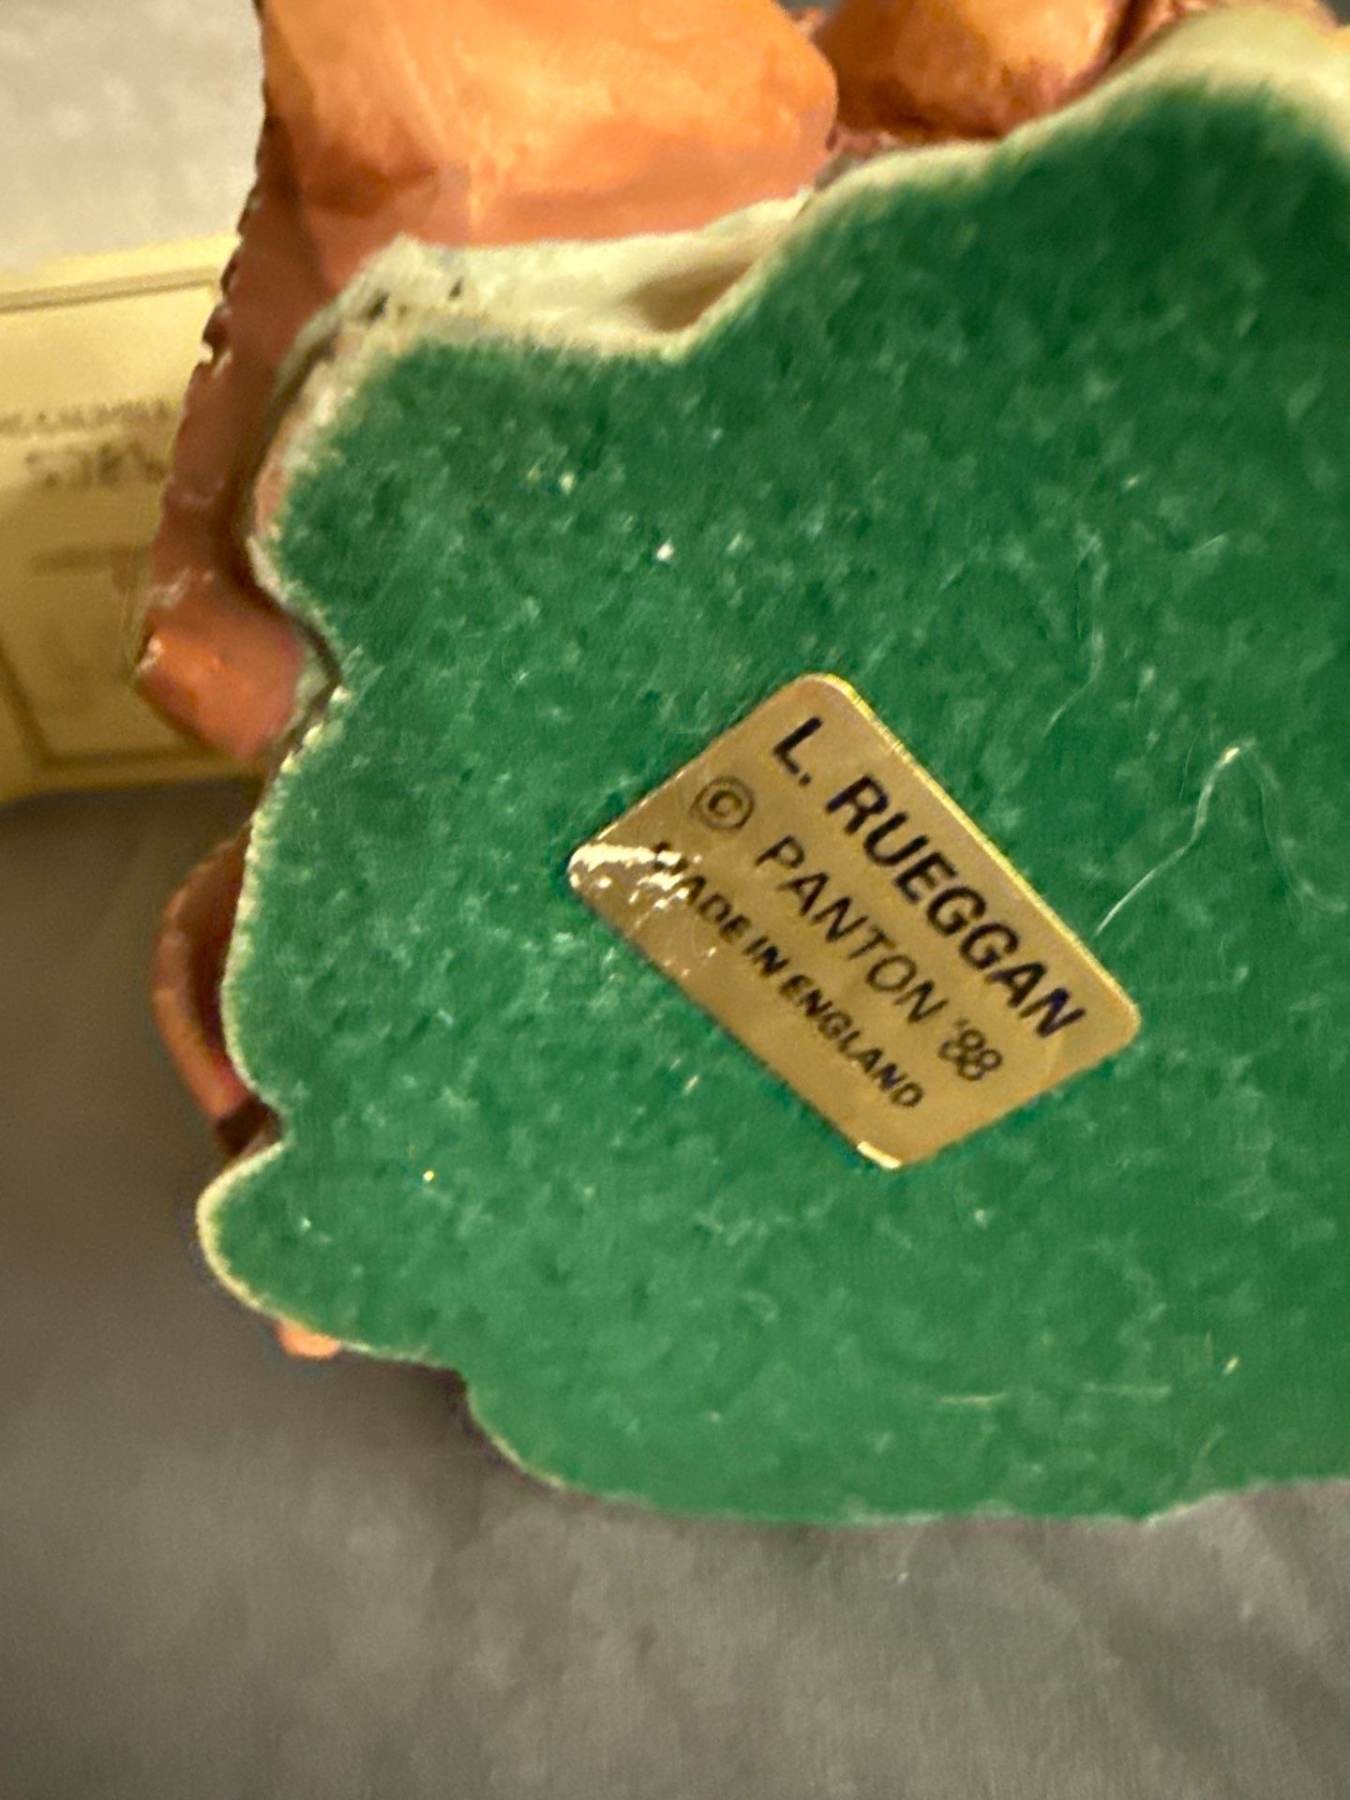 L. RUEGGAN
© PANTON '88
MADE IN ENGLAND